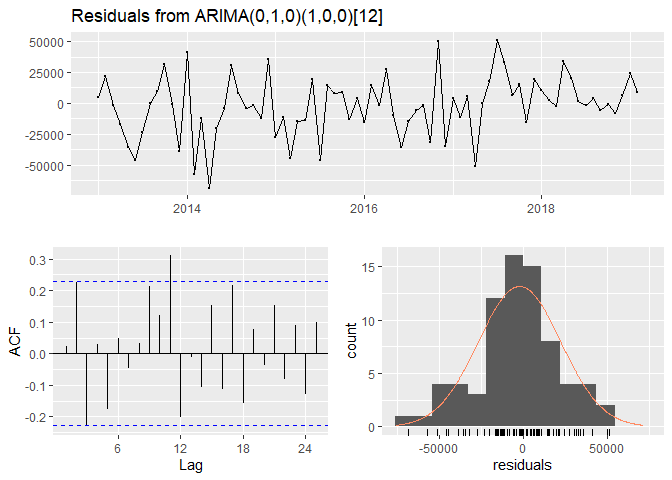 Residuals from ARIMA(0,1,0)(1,0,0)[12]
50000
25000
0
-25000
-50000
2014 2016 2018
0.3
0.2
0.1
0.0
-0.1
-0.2
ACF
6 12 18 24
Lag
15
10
5
0
count
-50000 0 50000
residuals